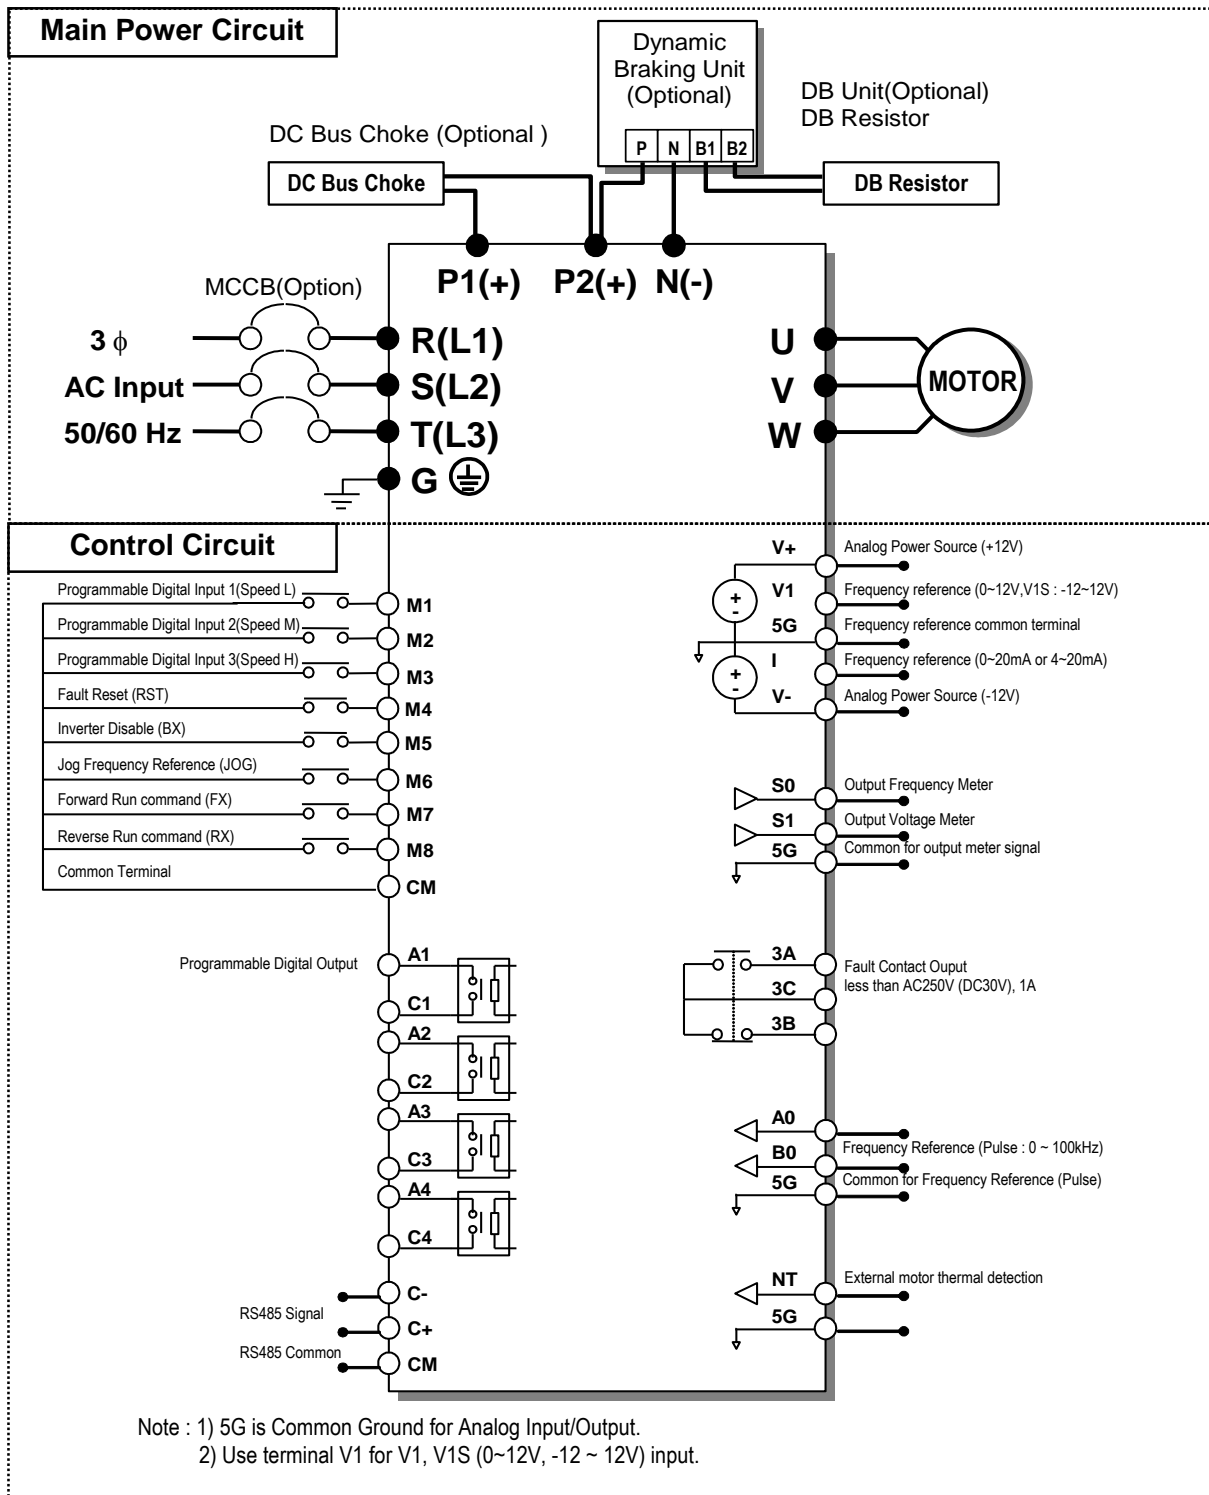 Main Power Circuit
Dynamic
Braking Unit
(Optional)
P N B1 B2
DB Unit(Optional)
DB Resistor
DC Bus Choke (Optional )
DC Bus Choke
DB Resistor
P1(+) P2(+) N(-)
MCCB(Option)
3 ϕ
R(L1)
U
AC Input
S(L2)
V
MOTOR
50/60 Hz
T(L3)
W
G
Control Circuit
Programmable Digital Input 1(Speed L)
M1
Programmable Digital Input 2(Speed M)
M2
Programmable Digital Input 3(Speed H)
M3
Fault Reset (RST)
M4
Inverter Disable (BX)
M5
Jog Frequency Reference (JOG)
M6
Forward Run command (FX)
M7
Reverse Run command (RX)
M8
Common Terminal
CM
Programmable Digital Output
A1
C1
A2
C2
A3
C3
A4
C4
C-
RS485 Signal
C+
RS485 Common
CM
V+
Analog Power Source (+12V)
+
-
V1
Frequency reference (0~12V,V1S : -12~12V)
5G
Frequency reference common terminal
+
-
I
Frequency reference (0~20mA or 4~20mA)
V-
Analog Power Source (-12V)
S0
Output Frequency Meter
S1
Output Voltage Meter
5G
Common for output meter signal
3A
Fault Contact Ouput
less than AC250V (DC30V), 1A
3C
3B
A0
Frequency Reference (Pulse : 0 ~ 100kHz)
B0
5G
Common for Frequency Reference (Pulse)
NT
External motor thermal detection
5G
Note : 1) 5G is Common Ground for Analog Input/Output.
2) Use terminal V1 for V1, V1S (0~12V, -12 ~ 12V) input.